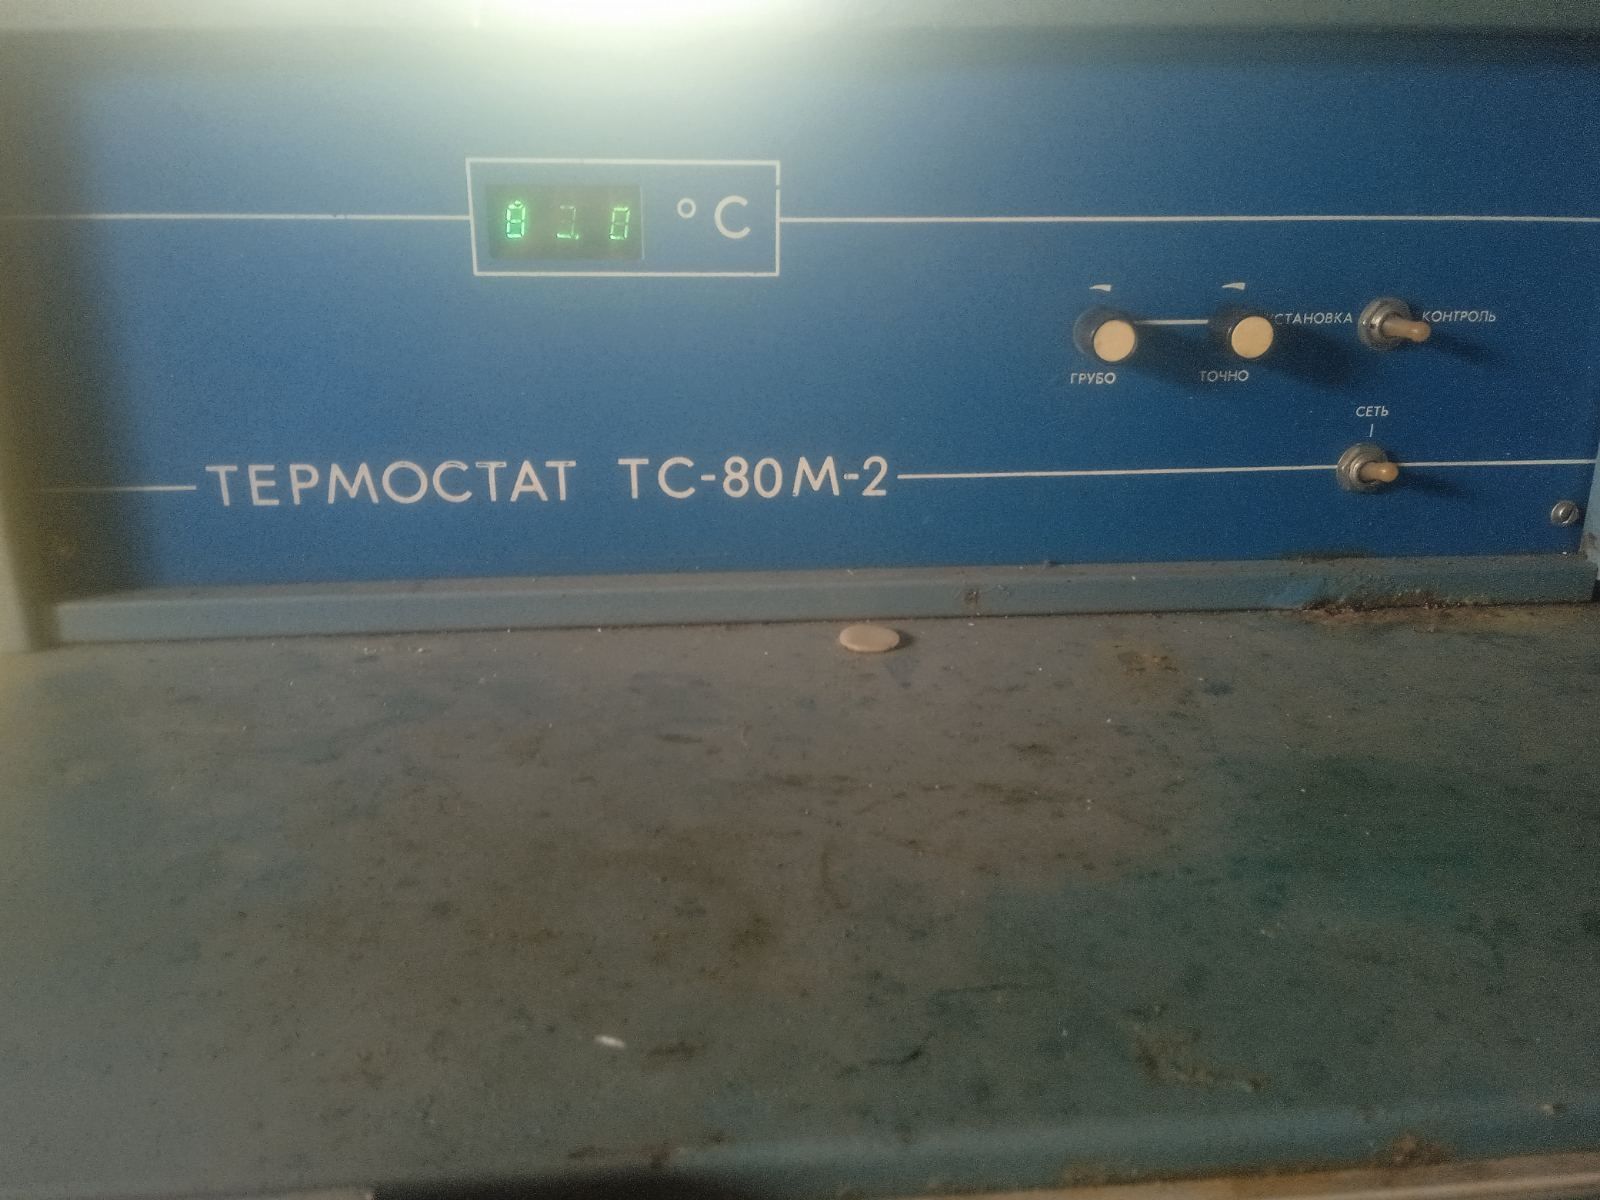 °C
СТАНОВКА КОНТРОЛЬ
ГРУБО ТОЧНО
СЕТЬ
ТЕРМОСТАТ ТС-80М-2